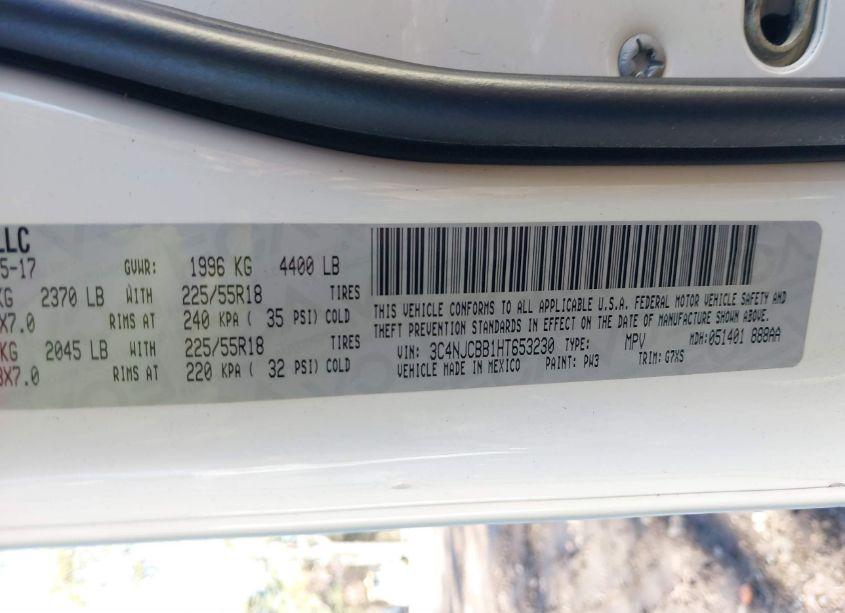 LLC
5-17 GVWR: 1996 KG 4400 LB
KG 2370 LB WITH 225/55R18 TIRES
X7.0 RIMS AT 240 KPA ( 35 PSI) COLD
KG 2045 LB WITH 225/55R18 TIRES
8X7.0 RIMS AT 220 KPA ( 32 PSI) COLD
THIS VEHICLE CONFORMS TO ALL APPLICABLE U.S.A. FEDERAL MOTOR VEHICLE SAFETY AND
THEFT PREVENTION STANDARDS IN EFFECT ON THE DATE OF MANUFACTURE SHOWN ABOVE.
VIN: 3C4NJCBB1HT653230 TYPE: MPV MDH:051401 888AA
VEHICLE MADE IN MEXICO PAINT: PW3 TRIM: G7XS